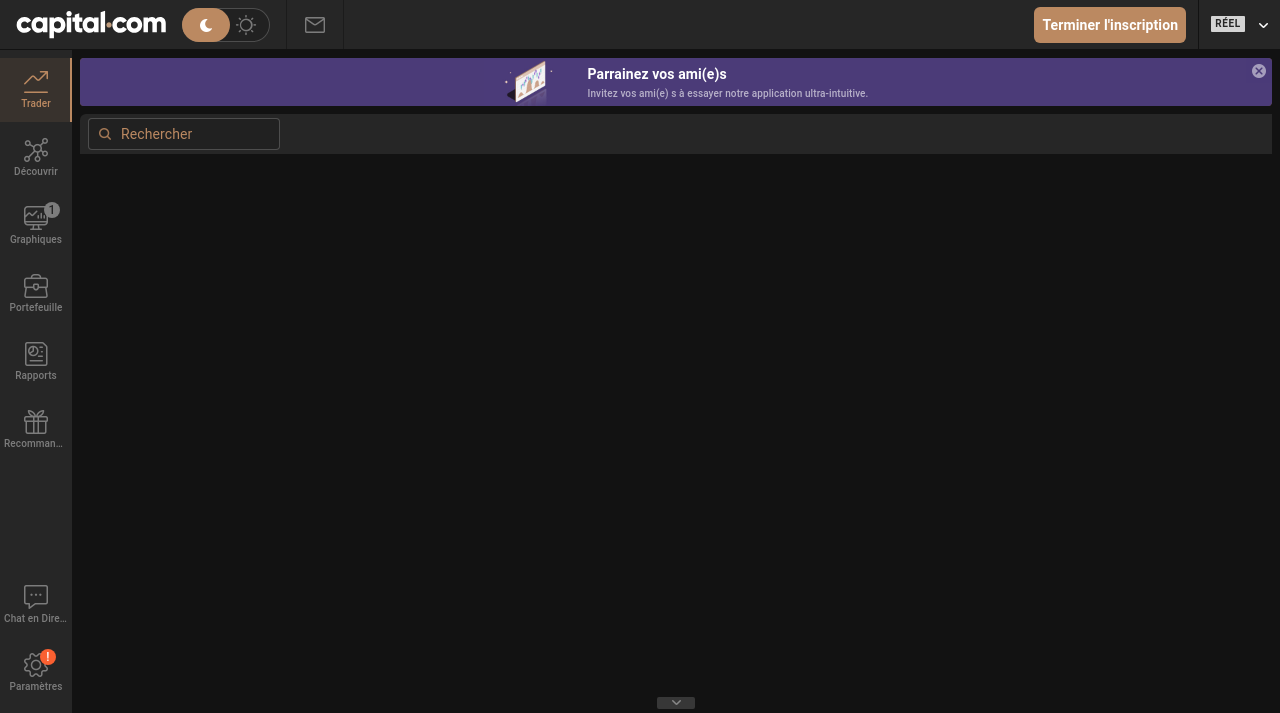 capital.com
Terminer l'inscription
RÉEL
Parrainez vos ami(e)s
Invitez vos ami(e) s à essayer notre application ultra-intuitive.
Rechercher
Trader
Découvrir
1
Graphiques
Portefeuille
Rapports
Recomman...
Chat en Dire...
!
Paramètres